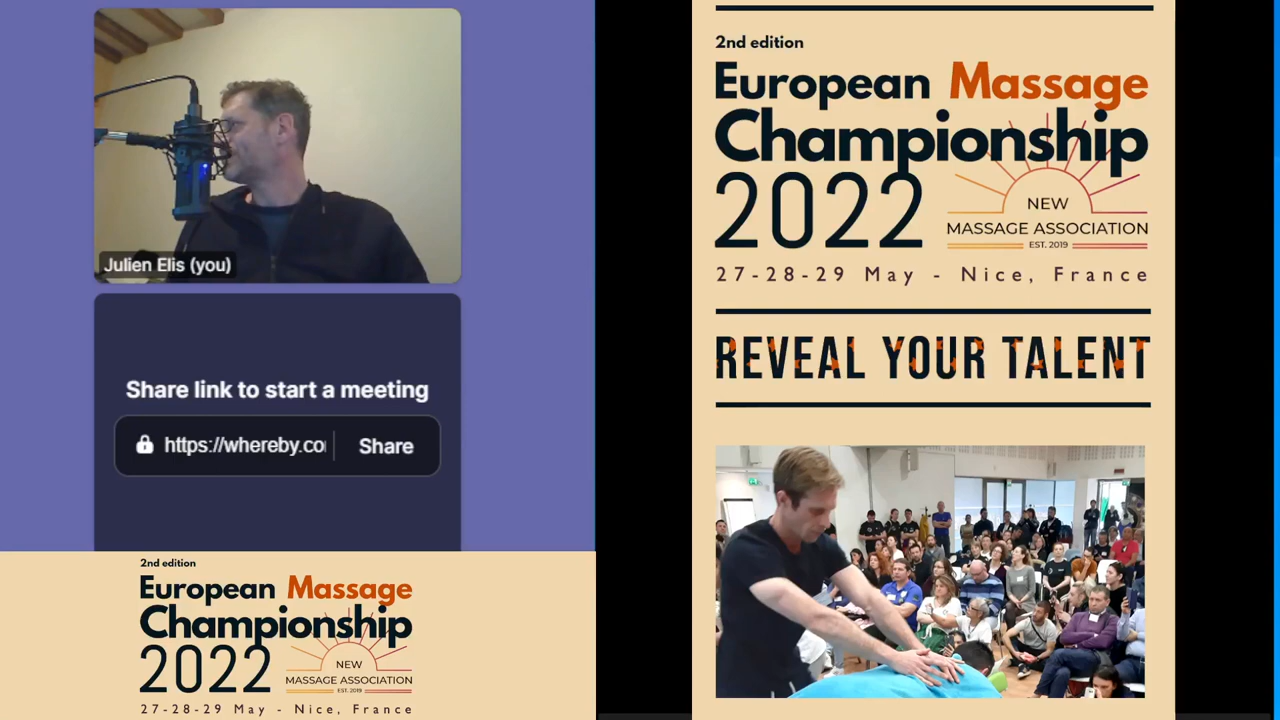 Julien Elis (you)
Share link to start a meeting
https://whereby.co
Share
2nd edition
European Massage
Championship
2022
NEW
MASSAGE ASSOCIATION
EST. 2019
27-28-29 May - Nice, France
2nd edition
European Massage
Championship
2022
NEW
MASSAGE ASSOCIATION
EST. 2019
27-28-29 May - Nice, France
REVEAL YOUR TALENT